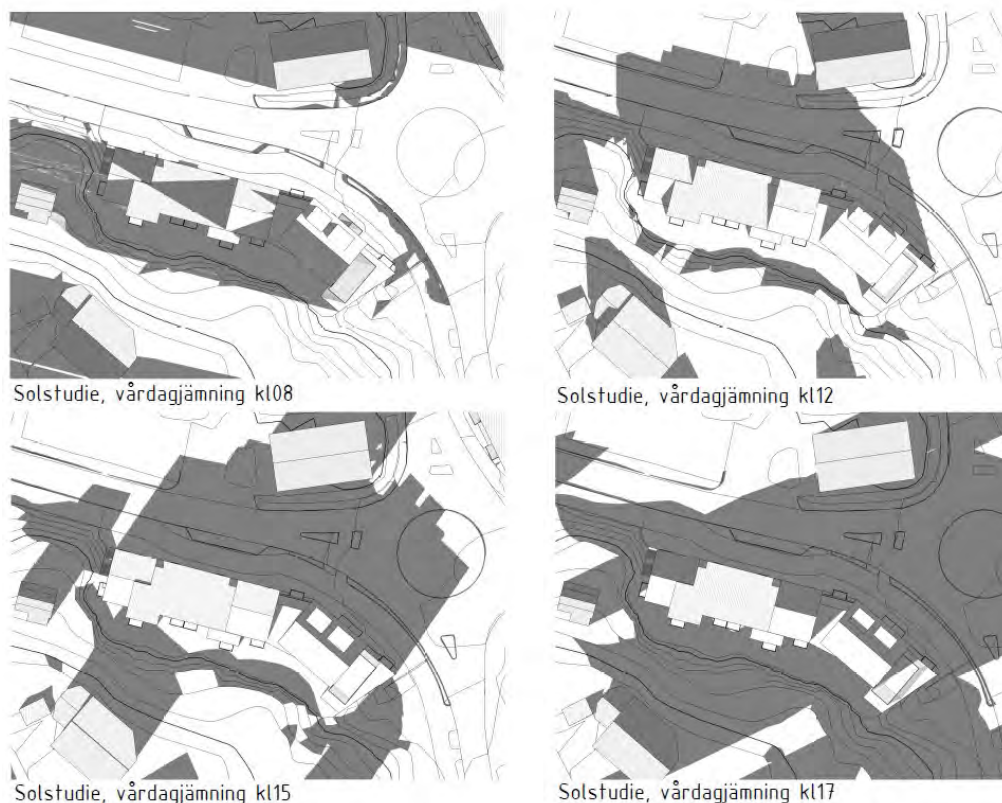 Solstudie, vårdagjämning kl08
Solstudie, vårdagjämning kl12
Solstudie, vårdagjämning kl15
Solstudie, vårdagjämning kl17